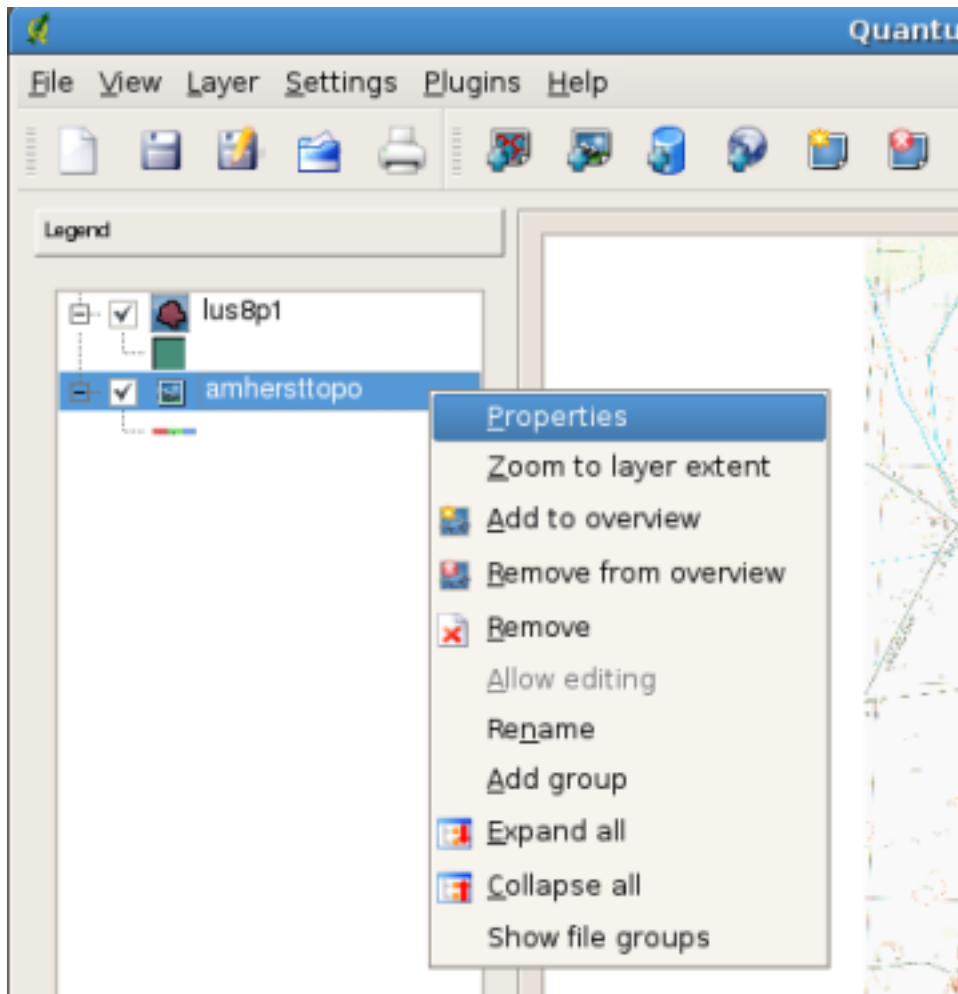 Quantu
File View Layer Settings Plugins Help
Legend
lus8p1
amhersttopo
Properties
Zoom to layer extent
Add to overview
Remove from overview
Remove
Allow editing
Rename
Add group
Expand all
Collapse all
Show file groups